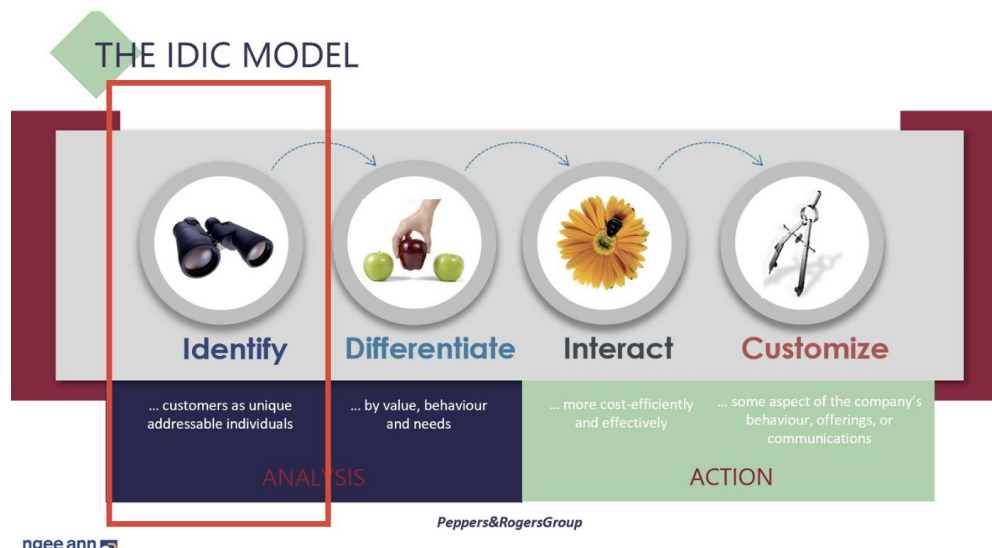 THE IDIC MODEL
Identify
Differentiate
Interact
Customize
... customers as unique
addressable individuals
... by value, behaviour
and needs
... more cost-efficiently
and effectively
... some aspect of the company's
behaviour, offerings, or
communications
ANALYSIS
ACTION
Peppers&RogersGroup
ngee ann